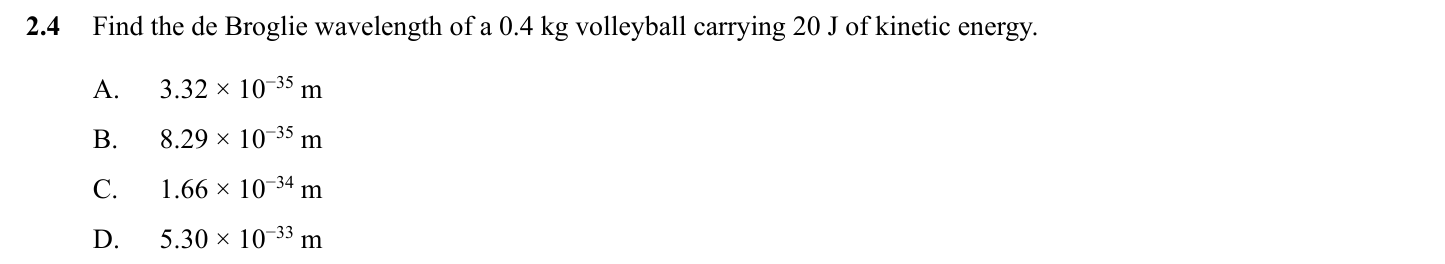 2.4 Find the de Broglie wavelength of a 0.4 kg volleyball carrying 20 J of kinetic energy.
A. 3.32 × 10⁻³⁵ m
B. 8.29 × 10⁻³⁵ m
C. 1.66 × 10⁻³⁴ m
D. 5.30 × 10⁻³³ m